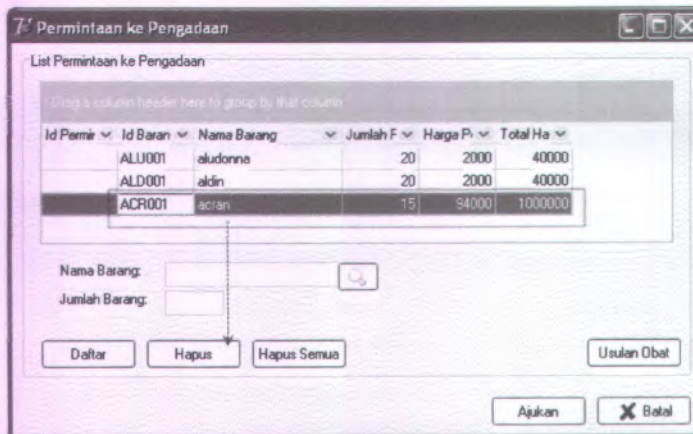 Permintaan ke Pengadaan
List Permintaan ke Pengadaan
Drag a column header here to group by that column
Id Permir Id Baran Nama Barang Jumlah F Harga P Total Ha
ALU001 aludonna 20 2000 40000
ALD001 aldin 20 2000 40000
ACR001 acran 15 94000 1000000
Nama Barang:
Jumlah Barang:
Daftar Hapus Hapus Semua Usulan Obat
Ajukan Batal